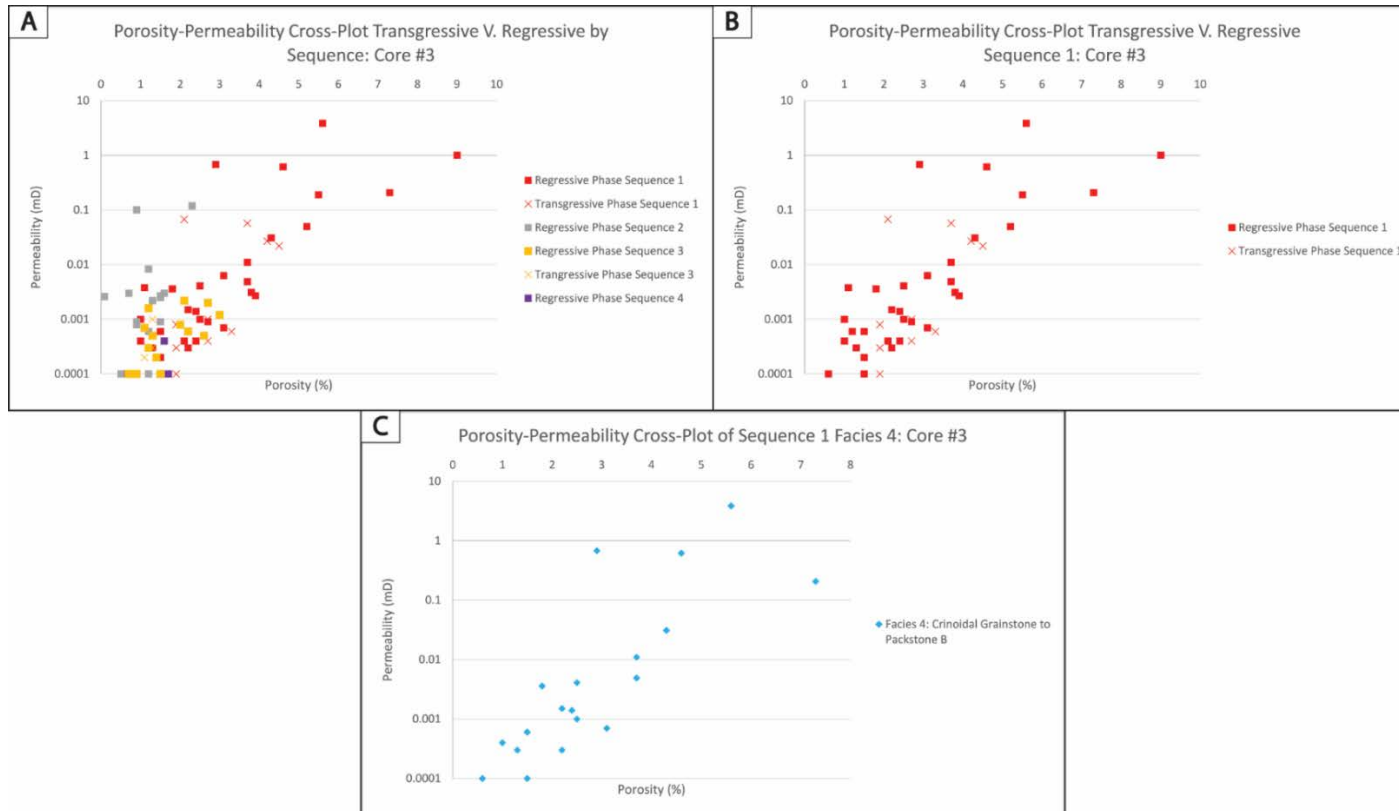 A
Porosity-Permeability Cross-Plot Transgressive V. Regressive by
Sequence: Core #3
0 1 2 3 4 5 6 7 8 9 10
10
1
0.1
0.01
0.001
0.0001
Permeability (mD)
Porosity (%)
Regressive Phase Sequence 1
Transgressive Phase Sequence 1
Regressive Phase Sequence 2
Regressive Phase Sequence 3
Trangressive Phase Sequence 3
Regressive Phase Sequence 4
B
Porosity-Permeability Cross-Plot Transgressive V. Regressive
Sequence 1: Core #3
0 1 2 3 4 5 6 7 8 9 10
10
1
0.1
0.01
0.001
0.0001
Permeability (mD)
Porosity (%)
Regressive Phase Sequence 1
Transgressive Phase Sequence 1
C
Porosity-Permeability Cross-Plot of Sequence 1 Facies 4: Core #3
0 1 2 3 4 5 6 7 8
10
1
0.1
0.01
0.001
0.0001
Permeability (mD)
Porosity (%)
Facies 4: Crinoidal Grainstone to
Packstone B